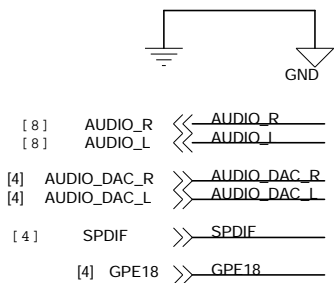 GND
[8] AUDIO_R AUDIO_R
[8] AUDIO_L AUDIO_L
[4] AUDIO_DAC_R AUDIO_DAC_R
[4] AUDIO_DAC_L AUDIO_DAC_L
[4] SPDIF SPDIF
[4] GPE18 GPE18